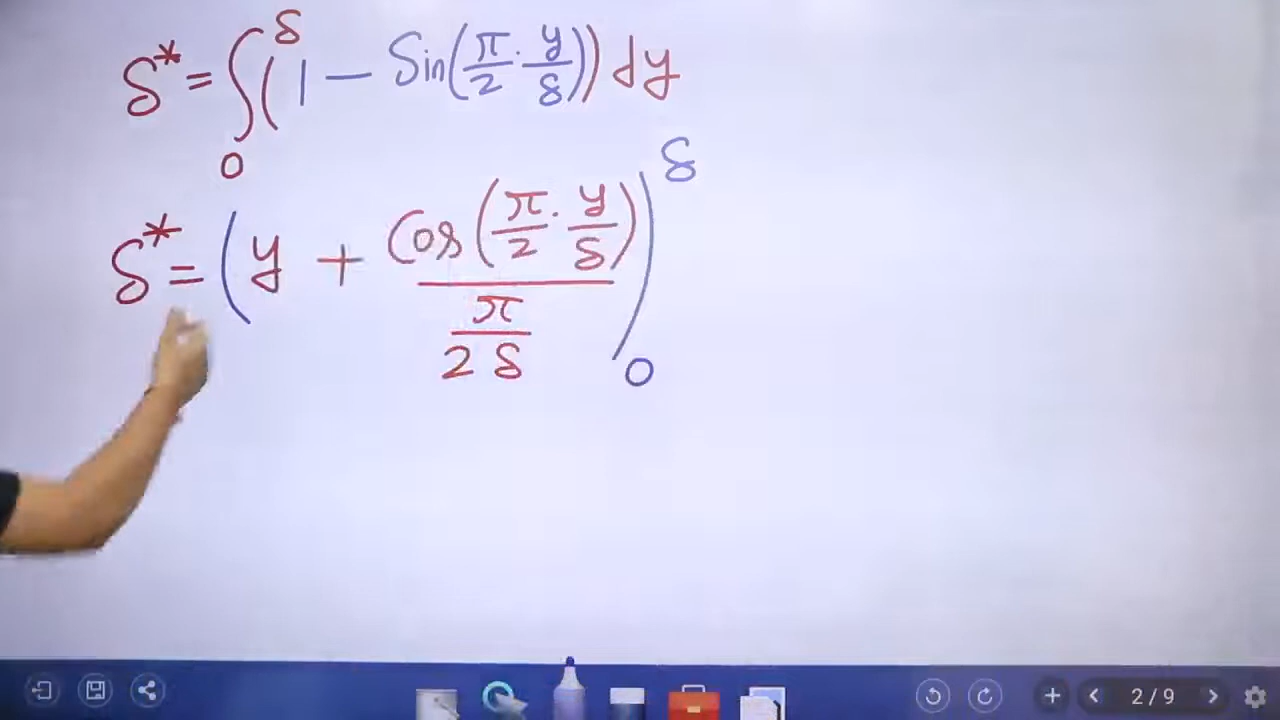 δ* = ∫₀^δ (1 − Sin(π/2 · y/δ)) dy
δ* = (y + Cos(π/2 · y/δ) / (π/2δ))₀^δ
2 / 9